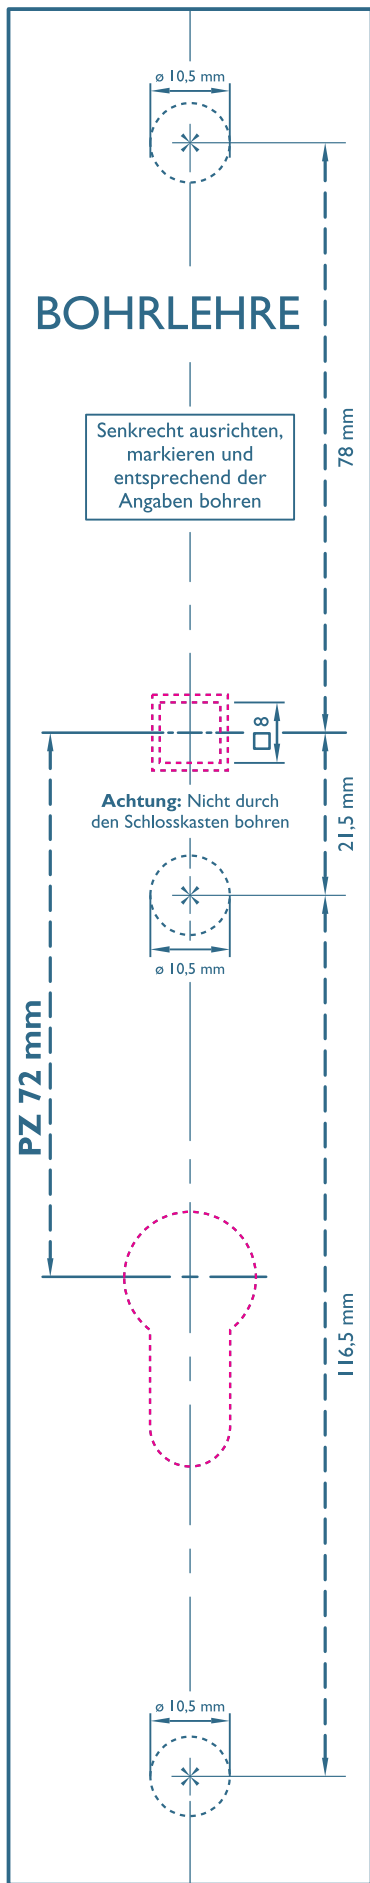 ø 10,5 mm
BOHRLEHRE
78 mm
Senkrecht ausrichten,
markieren und
entsprechend der
Angaben bohren
8
21,5 mm
Achtung: Nicht durch
den Schlosskasten bohren
ø 10,5 mm
PZ 72 mm
116,5 mm
ø 10,5 mm